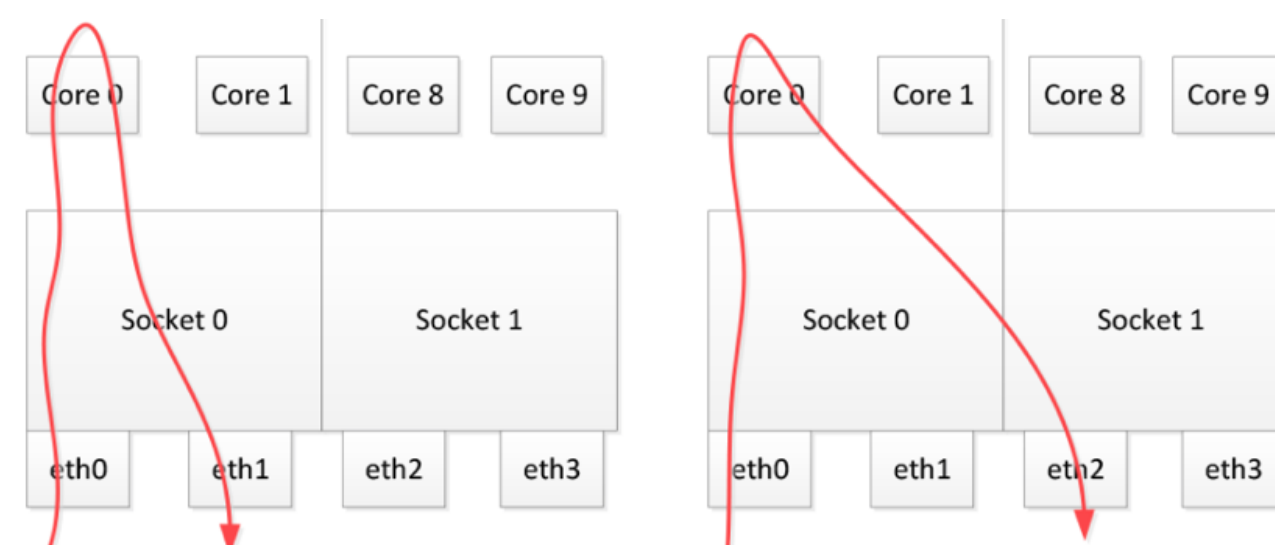 Core 0 Core 1 Core 8 Core 9
Socket 0 Socket 1
eth0 eth1 eth2 eth3
Core 0 Core 1 Core 8 Core 9
Socket 0 Socket 1
eth0 eth1 eth2 eth3